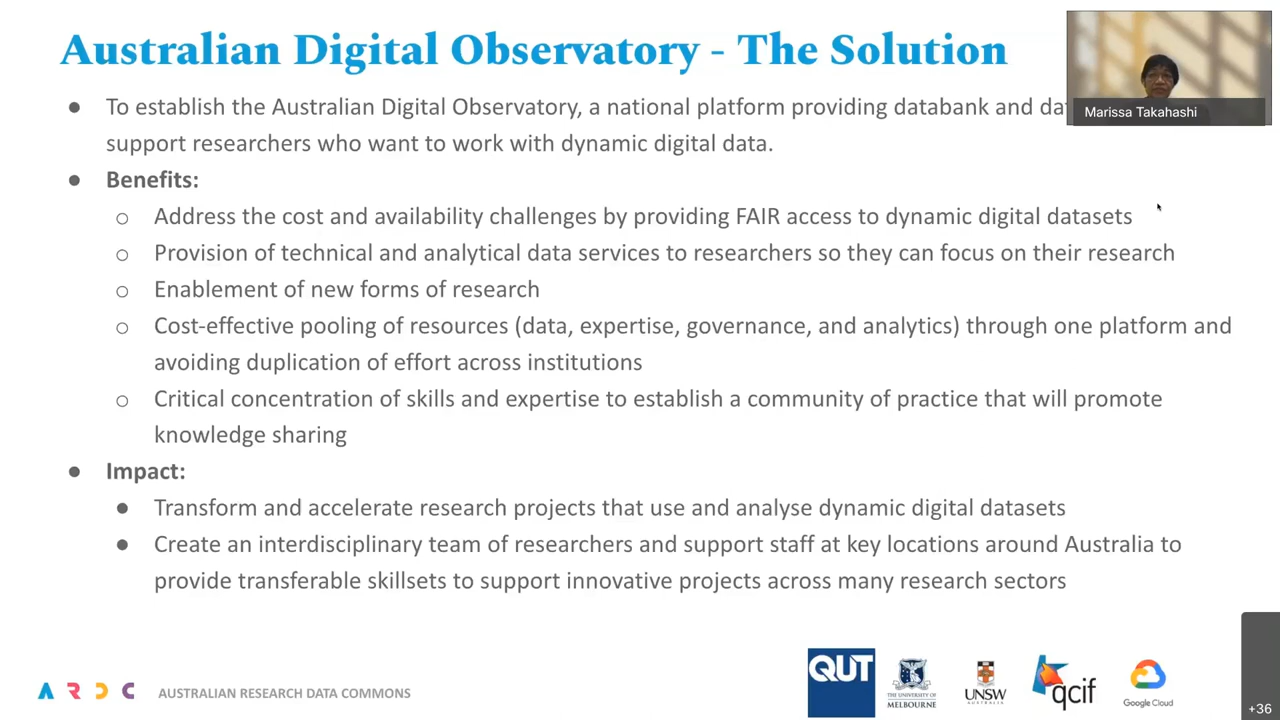 Australian Digital Observatory - The Solution
Marissa Takahashi
● To establish the Australian Digital Observatory, a national platform providing databank and
support researchers who want to work with dynamic digital data.
● Benefits:
○ Address the cost and availability challenges by providing FAIR access to dynamic digital datasets
○ Provision of technical and analytical data services to researchers so they can focus on their research
○ Enablement of new forms of research
○ Cost-effective pooling of resources (data, expertise, governance, and analytics) through one platform and
avoiding duplication of effort across institutions
○ Critical concentration of skills and expertise to establish a community of practice that will promote
knowledge sharing
● Impact:
● Transform and accelerate research projects that use and analyse dynamic digital datasets
● Create an interdisciplinary team of researchers and support staff at key locations around Australia to
provide transferable skillsets to support innovative projects across many research sectors
ARDC AUSTRALIAN RESEARCH DATA COMMONS
QUT
THE UNIVERSITY OF
MELBOURNE
UNSW
AUSTRALIA
qcif
Google Cloud
+36